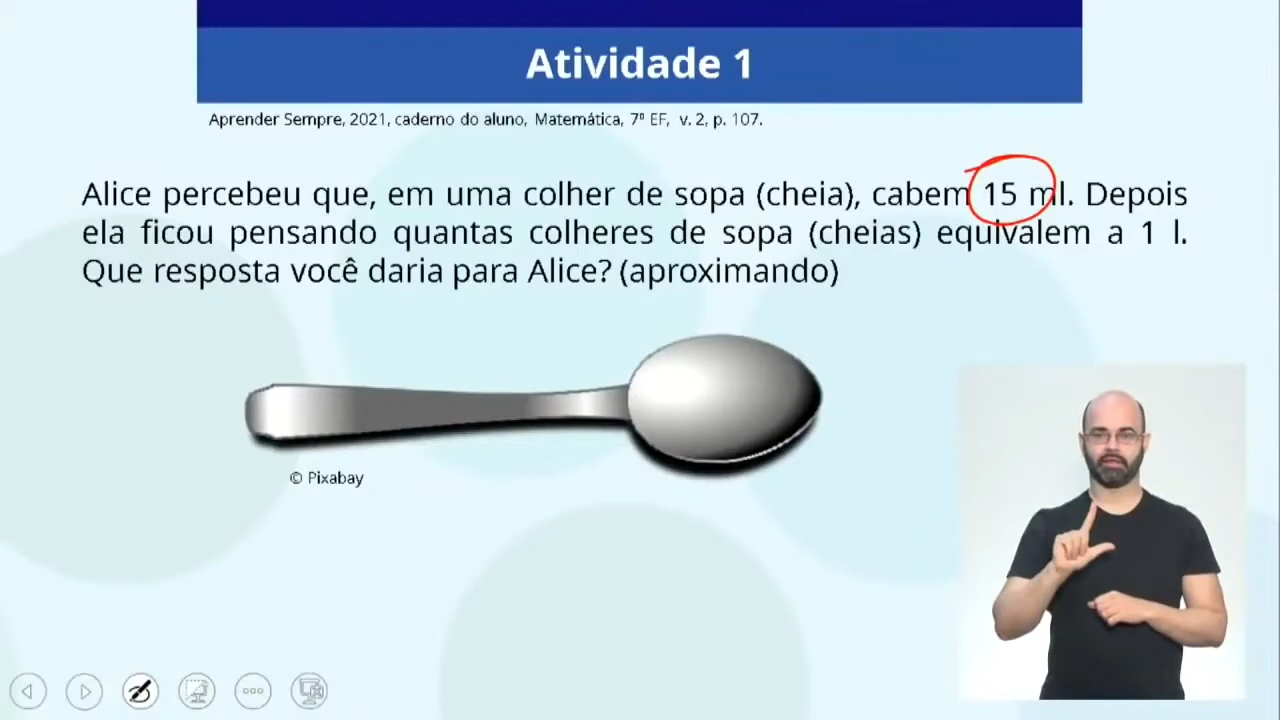 Atividade 1
Aprender Sempre, 2021, caderno do aluno, Matemática, 7º EF, v. 2, p. 107.
Alice percebeu que, em uma colher de sopa (cheia), cabem 15 ml. Depois
ela ficou pensando quantas colheres de sopa (cheias) equivalem a 1 l.
Que resposta você daria para Alice? (aproximando)
© Pixabay